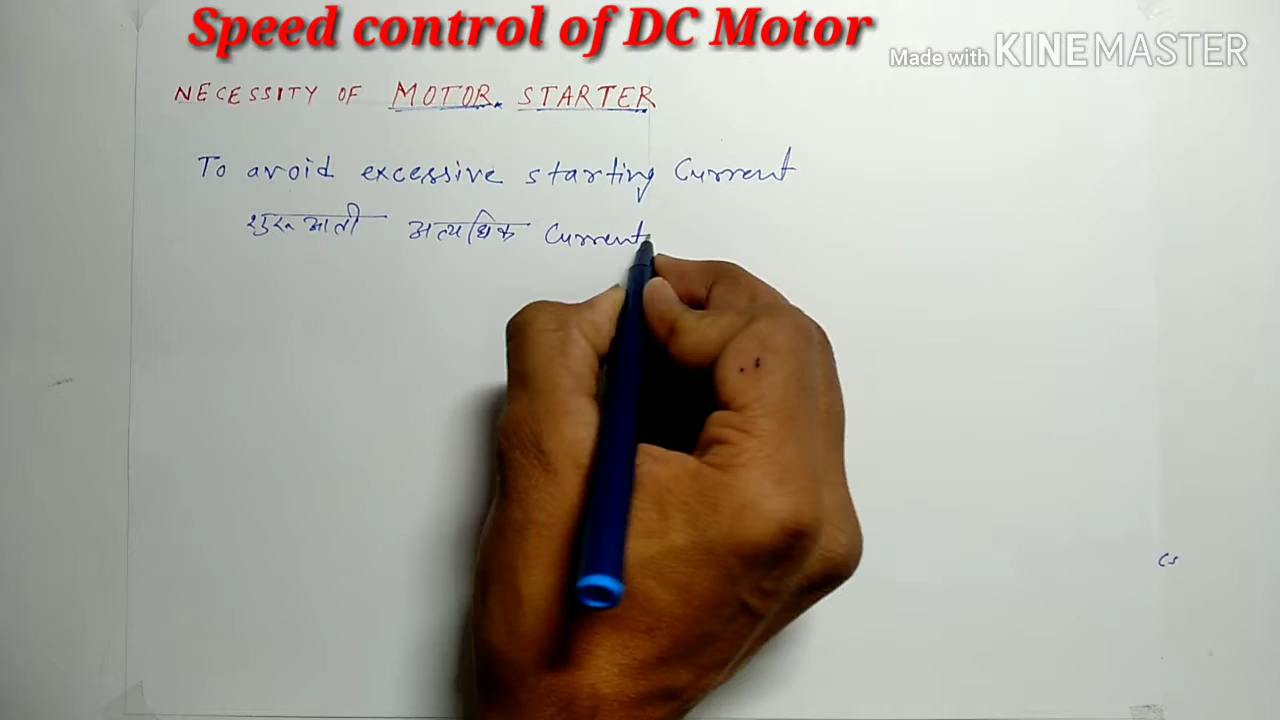 Speed control of DC Motor
Made with KINEMASTER
NECESSITY OF MOTOR STARTER
To avoid excessive starting Current
शुरुआती अत्यधिक Current
cs